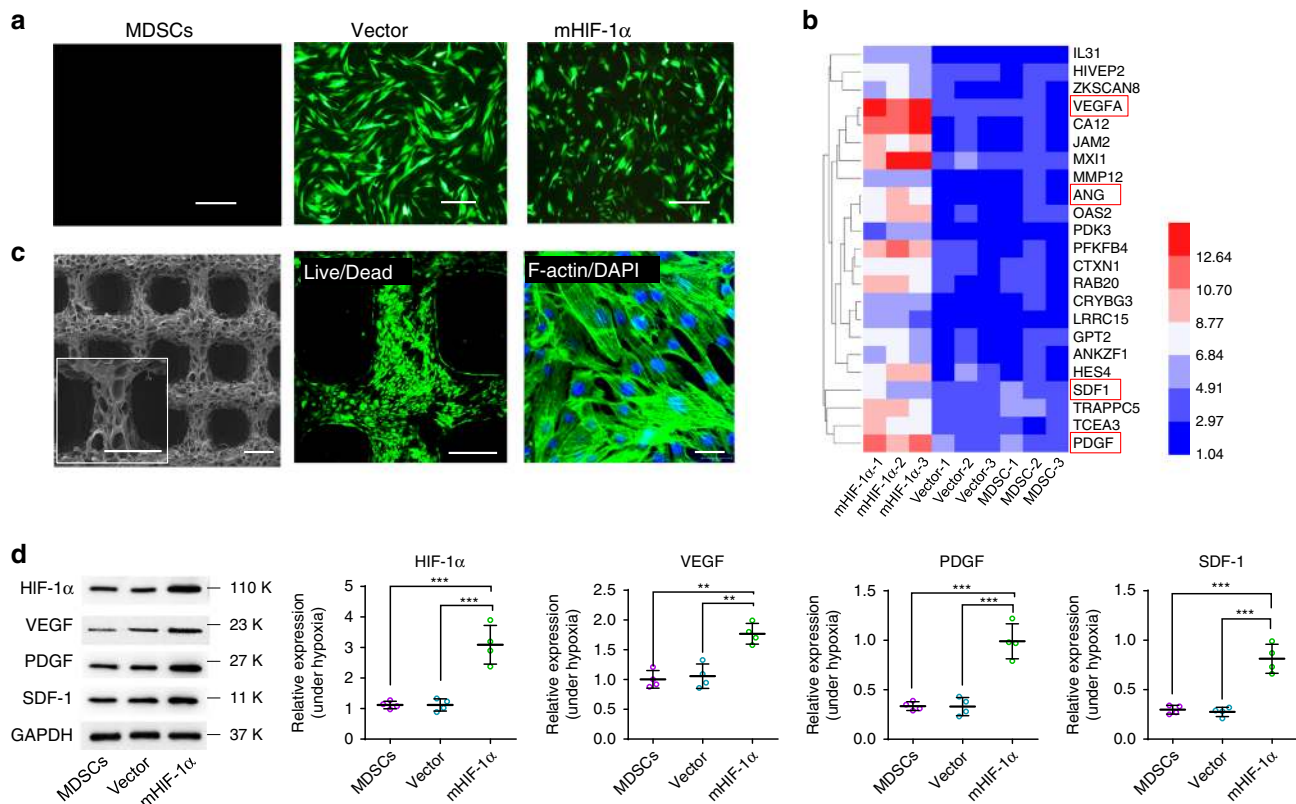 a
MDSCs
Vector
mHIF-1α
b
IL31
HIVEP2
ZKSCAN8
VEGFA
CA12
JAM2
MXI1
MMP12
ANG
OAS2
PDK3
PFKFB4
CTXN1
RAB20
CRYBG3
LRRC15
GPT2
ANKZF1
HES4
SDF1
TRAPPC5
TCEA3
PDGF
12.64
10.70
8.77
6.84
4.91
2.97
1.04
mHIF-1α-1
mHIF-1α-2
mHIF-1α-3
Vector-1
Vector-2
Vector-3
MDSC-1
MDSC-2
MDSC-3
c
Live/Dead
F-actin/DAPI
d
HIF-1α
110 K
VEGF
23 K
PDGF
27 K
SDF-1
11 K
GAPDH
37 K
MDSCs
Vector
mHIF-1α
HIF-1α
Relative expression
(under hypoxia)
5
4
3
2
1
0
***
***
MDSCs
Vector
mHIF-1α
VEGF
Relative expression
(under hypoxia)
2.5
2.0
1.5
1.0
0.5
0.0
**
**
MDSCs
Vector
mHIF-1α
PDGF
Relative expression
(under hypoxia)
1.5
1.0
0.5
0.0
***
***
MDSCs
Vector
mHIF-1α
SDF-1
Relative expression
(under hypoxia)
1.5
1.0
0.5
0.0
***
***
MDSCs
Vector
mHIF-1α